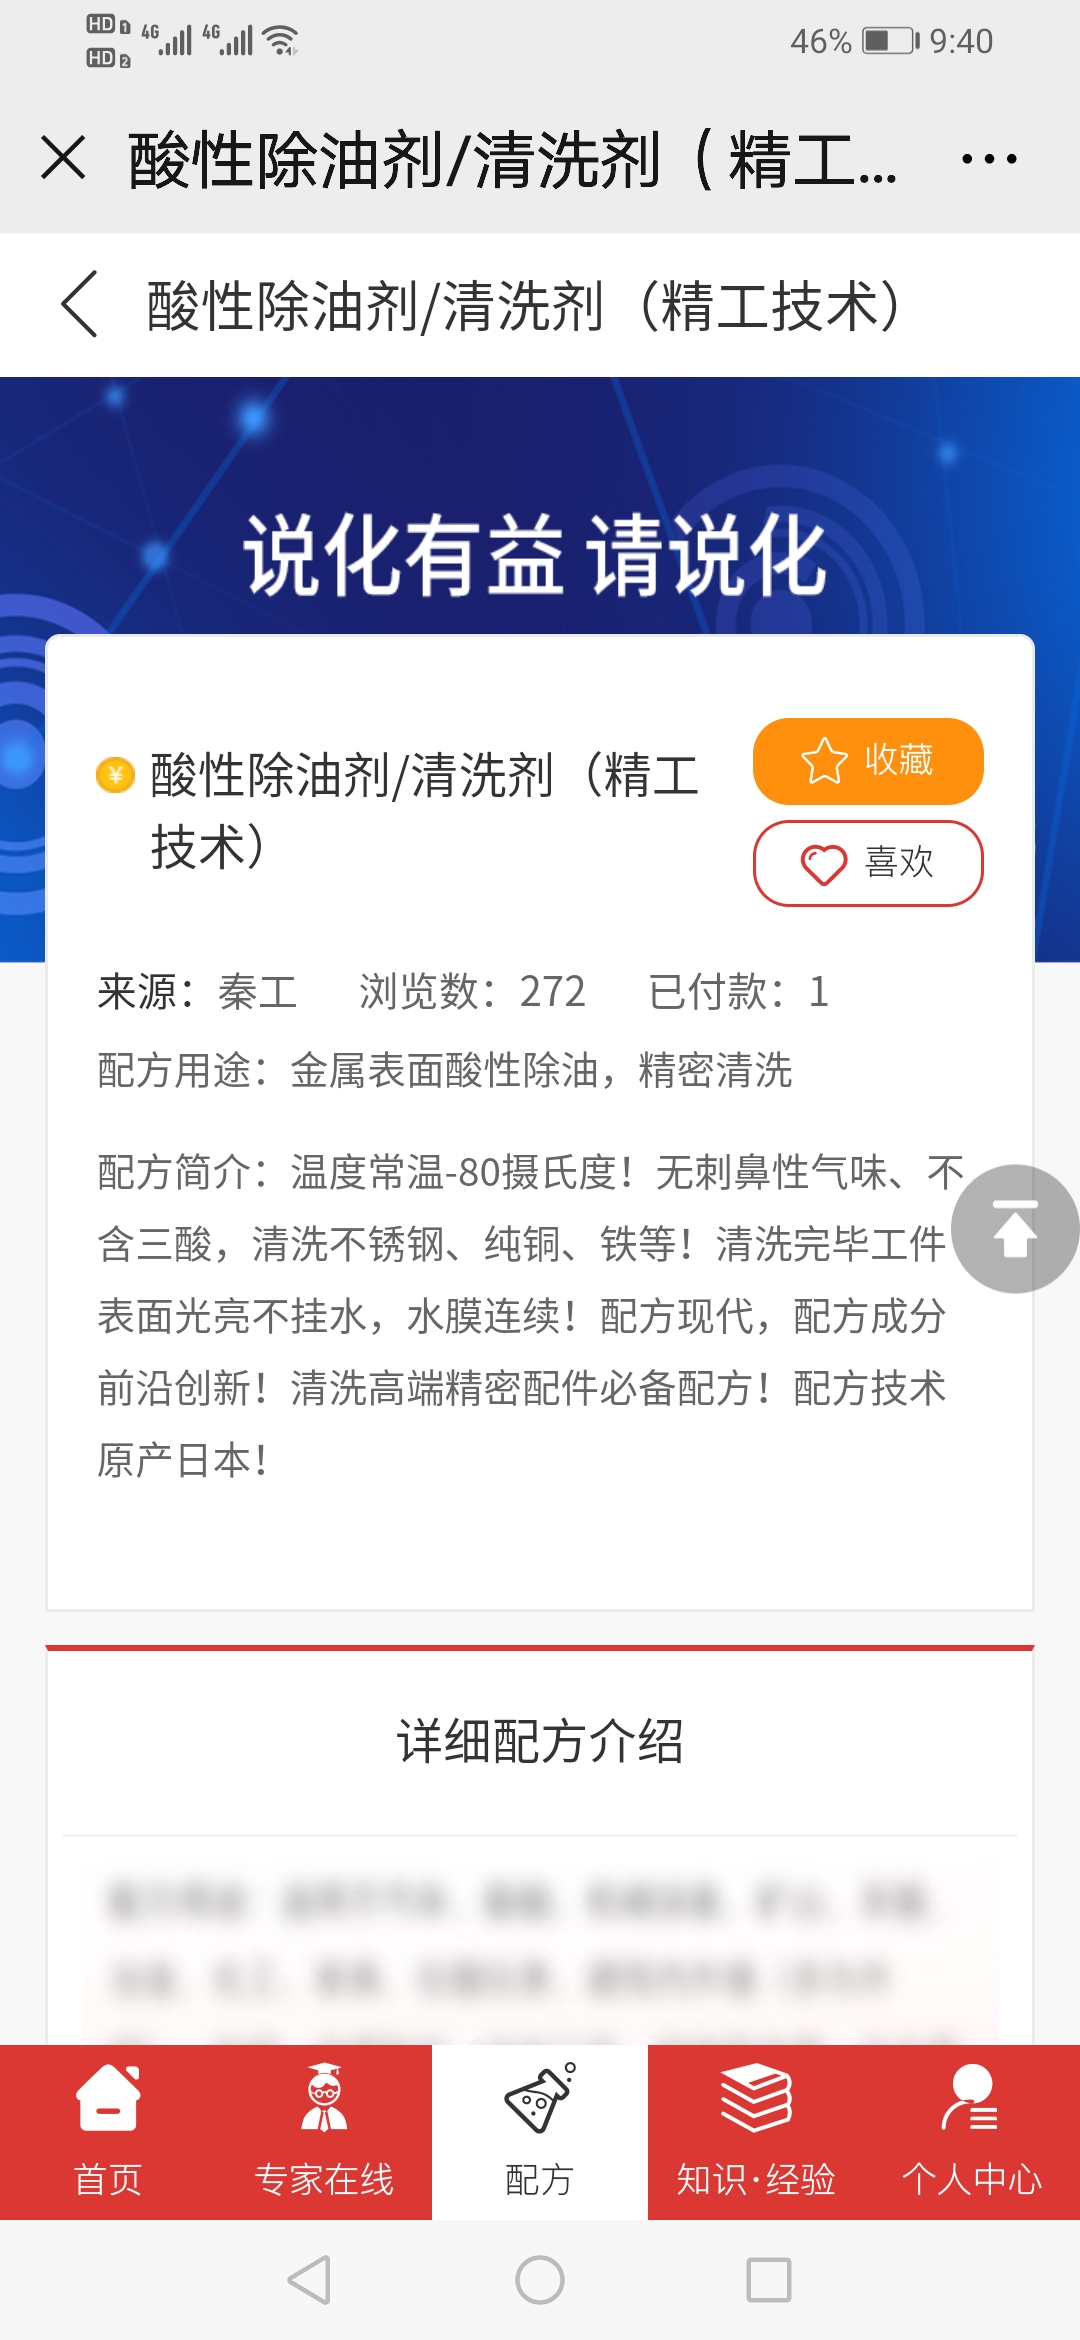 HD 1 4G 4G
HD 2
46% 9:40
酸性除油剂/清洗剂（精工...
酸性除油剂/清洗剂（精工技术）
说化有益 请说化
酸性除油剂/清洗剂（精工
技术）
收藏
喜欢
来源：秦工 浏览数：272 已付款：1
配方用途：金属表面酸性除油，精密清洗
配方简介：温度常温-80摄氏度！无刺鼻性气味、不
含三酸，清洗不锈钢、纯铜、铁等！清洗完毕工件
表面光亮不挂水，水膜连续！配方现代，配方成分
前沿创新！清洗高端精密配件必备配方！配方技术
原产日本！
详细配方介绍
首页 专家在线 配方 知识·经验 个人中心